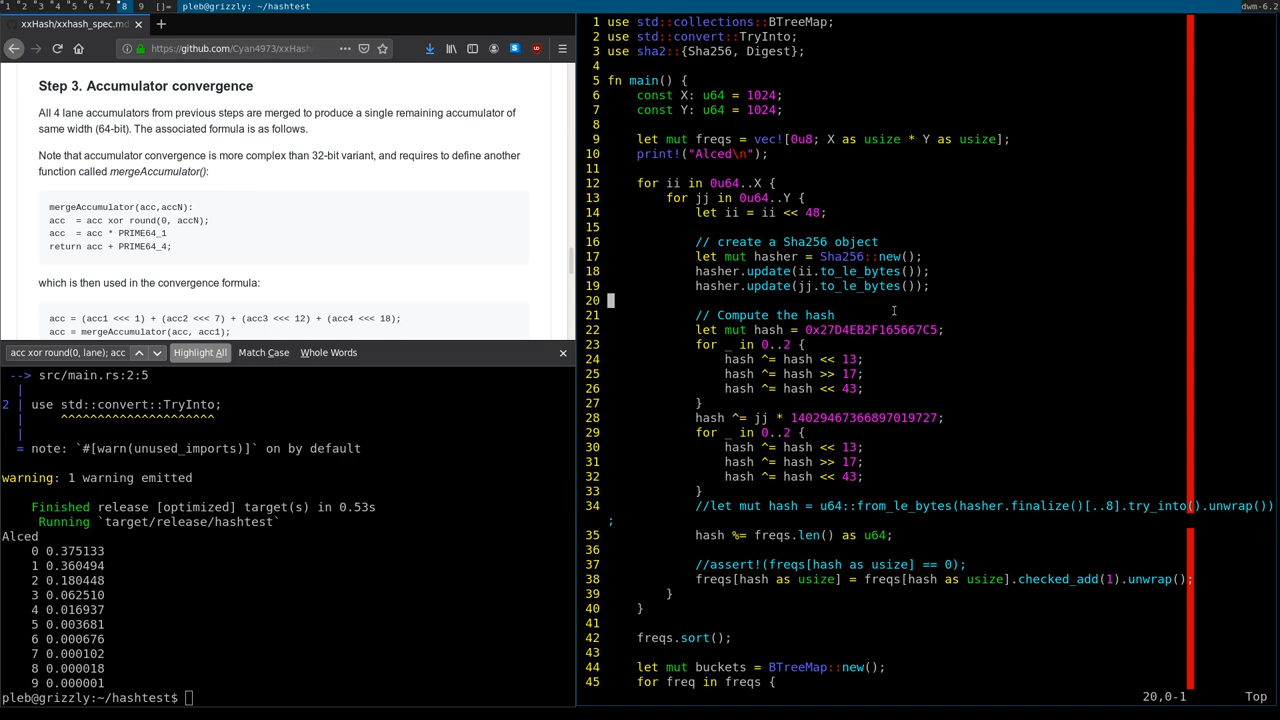 1 2 3 4 5 6 7 8 9 []= pleb@grizzly: ~/hashtest dwm-6.2
xxHash/xxhash_spec.md
https://github.com/Cyan4973/xxHash
Step 3. Accumulator convergence
All 4 lane accumulators from previous steps are merged to produce a single remaining accumulator of
same width (64-bit). The associated formula is as follows.
Note that accumulator convergence is more complex than 32-bit variant, and requires to define another
function called mergeAccumulator():
mergeAccumulator(acc,accN):
acc  = acc xor round(0, accN);
acc  = acc * PRIME64_1
return acc + PRIME64_4;
which is used in the convergence formula:
acc = (acc1 <<< 1) + (acc2 <<< 7) + (acc3 <<< 12) + (acc4 <<< 18);
acc = mergeAccumulator(acc, acc1);
acc xor round(0, lane); acc Highlight All Match Case Whole Words
--> src/main.rs:2:5
|
2 | use std::convert::TryInto;
|     ^^^^^^^^^^^^^^^^^^^^^
|
= note: `#[warn(unused_imports)]` on by default
warning: 1 warning emitted
Finished release [optimized] target(s) in 0.53s
Running `target/release/hashtest`
Alced
0 0.375133
1 0.360494
2 0.180448
3 0.062510
4 0.016937
5 0.003681
6 0.000676
7 0.000102
8 0.000018
9 0.000001
pleb@grizzly:~/hashtest$
1 use std::collections::BTreeMap;
2 use std::convert::TryInto;
3 use sha2::{Sha256, Digest};
4
5 fn main() {
6     const X: u64 = 1024;
7     const Y: u64 = 1024;
8
9     let mut freqs = vec![0u8; X as usize * Y as usize];
10     print!("Alced\n");
11
12     for ii in 0u64..X {
13         for jj in 0u64..Y {
14             let ii = ii << 48;
15
16             // create a Sha256 object
17             let mut hasher = Sha256::new();
18             hasher.update(ii.to_le_bytes());
19             hasher.update(jj.to_le_bytes());
20
21             // Compute the hash
22             let mut hash = 0x27D4EB2F165667C5;
23             for _ in 0..2 {
24                 hash ^= hash << 13;
25                 hash ^= hash >> 17;
26                 hash ^= hash << 43;
27             }
28             hash ^= jj * 14029467366897019727;
29             for _ in 0..2 {
30                 hash ^= hash << 13;
31                 hash ^= hash >> 17;
32                 hash ^= hash << 43;
33             }
34             //let mut hash = u64::from_le_bytes(hasher.finalize()[..8].try_into().unwrap())
;
35             hash %= freqs.len() as u64;
36
37             //assert!(freqs[hash as usize] == 0);
38             freqs[hash as usize] = freqs[hash as usize].checked_add(1).unwrap();
39         }
40     }
41
42     freqs.sort();
43
44     let mut buckets = BTreeMap::new();
45     for freq in freqs {
20,0-1 Top